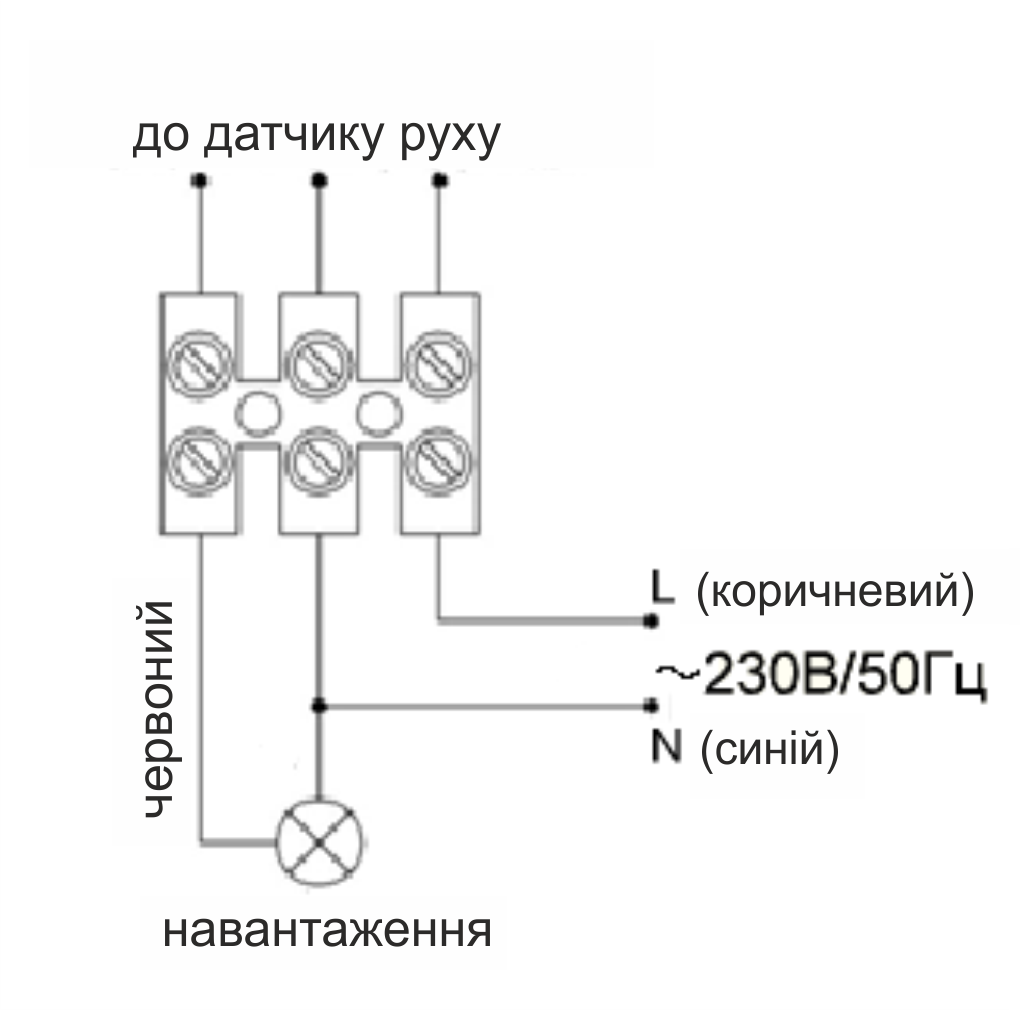 до датчику руху
L (коричневий)
~230В/50Гц
N (синій)
червоний
навантаження